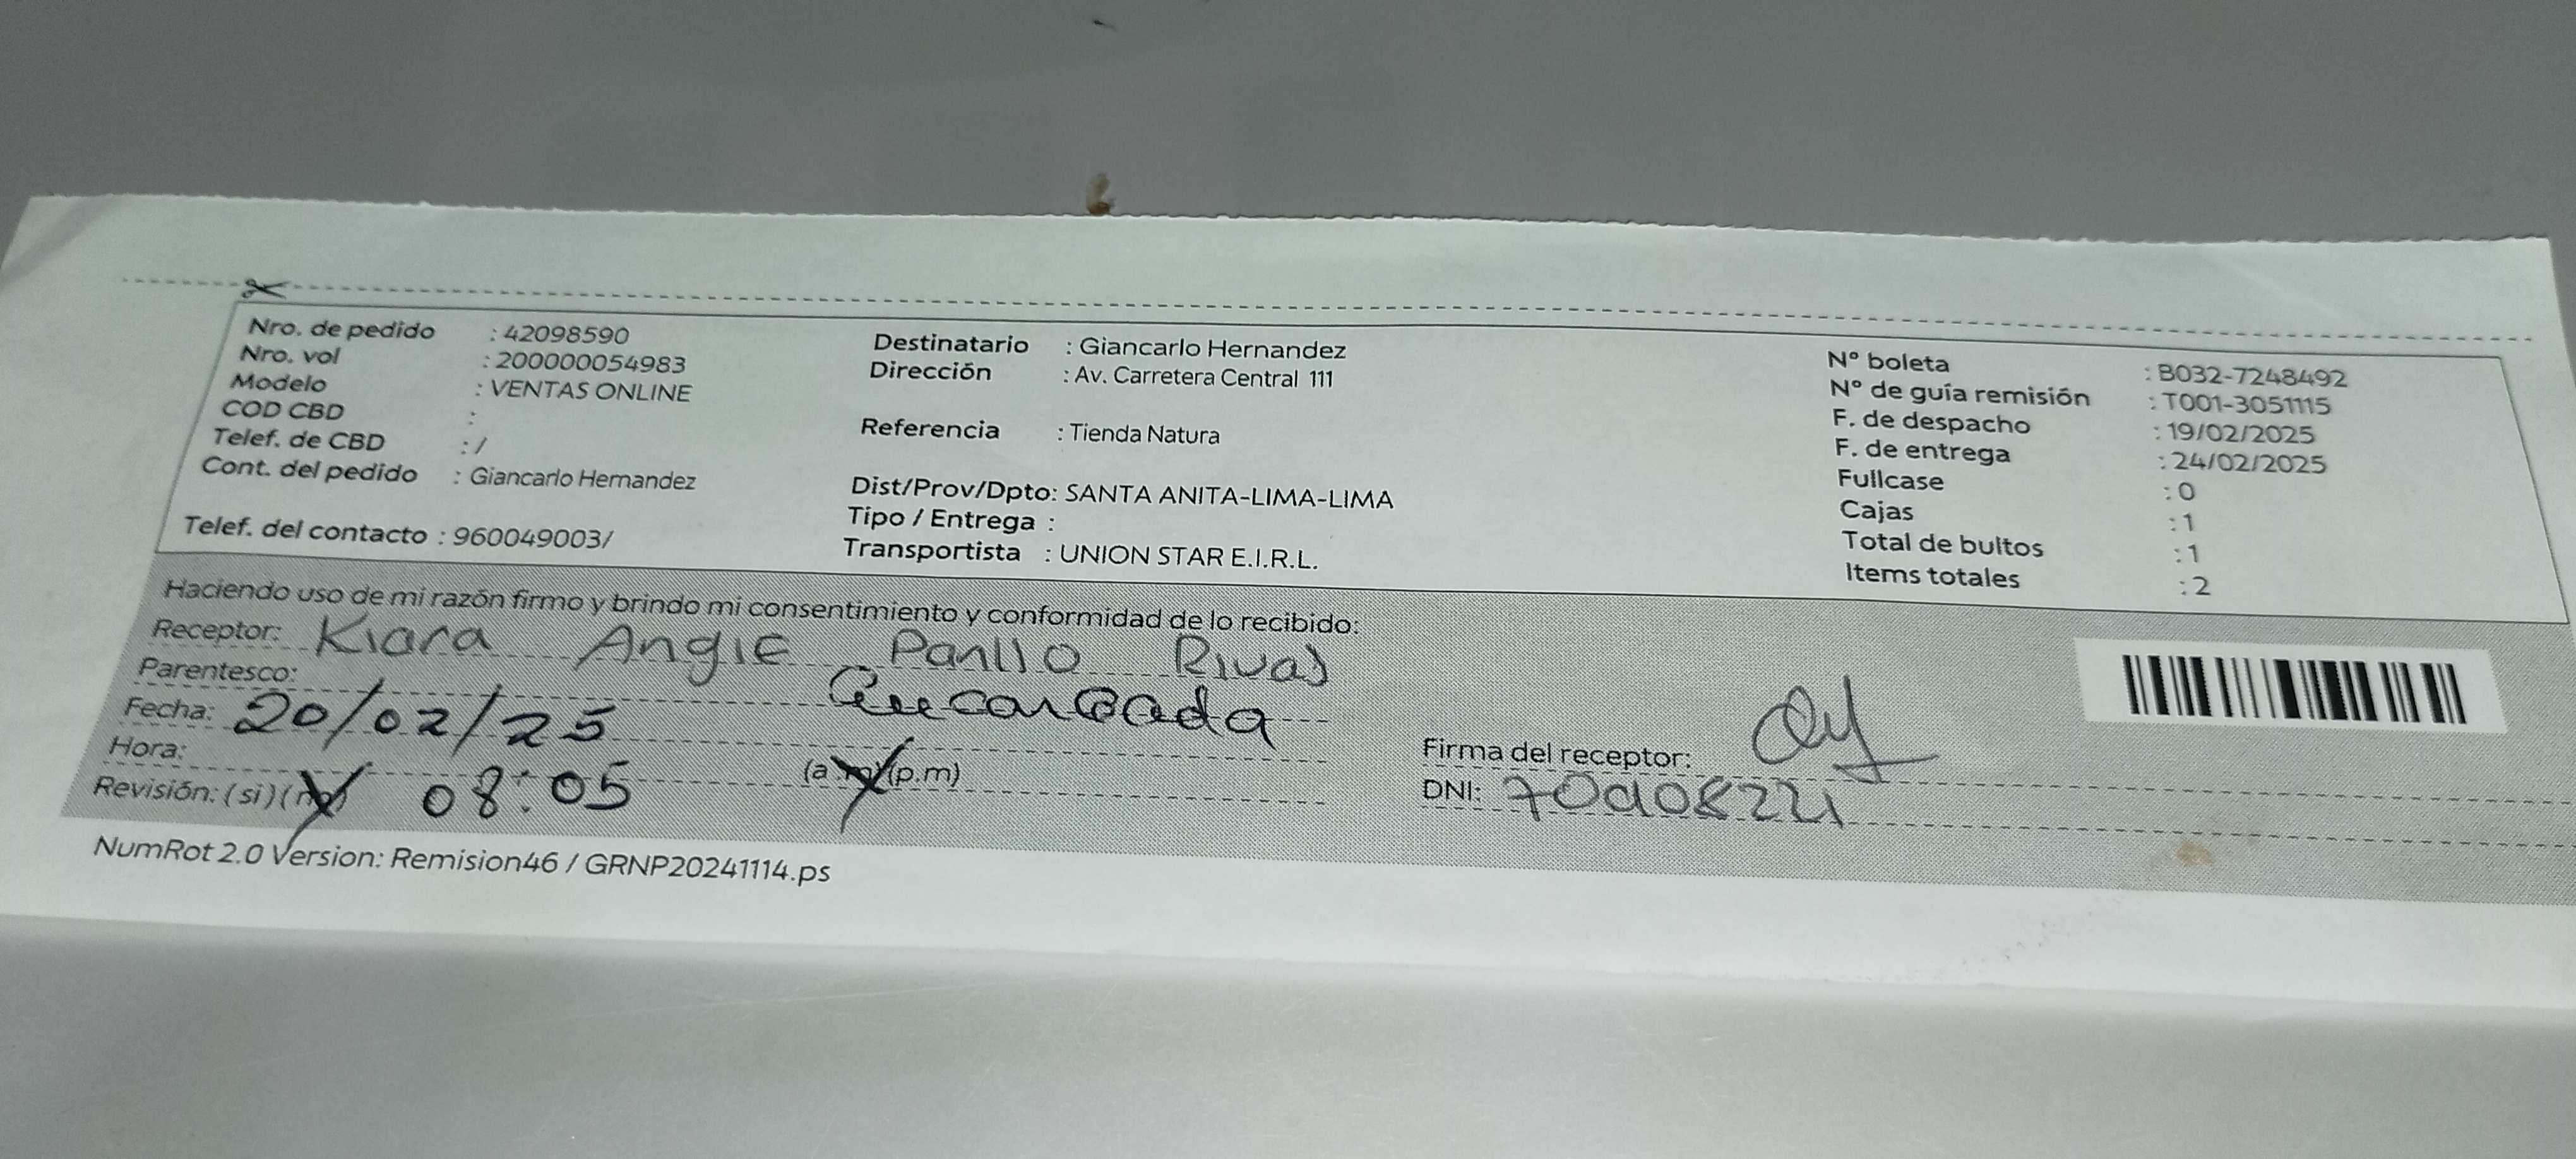 Nro. de pedido : 42098590
Nro. vol : 200000054983
Modelo : VENTAS ONLINE
COD CBD :
Telef. de CBD : /
Cont. del pedido : Giancarlo Hernandez
Telef. del contacto : 960049003/
Destinatario : Giancarlo Hernandez
Dirección : Av. Carretera Central 111
Referencia : Tienda Natura
Dist/Prov/Dpto: SANTA ANITA-LIMA-LIMA
Tipo / Entrega :
Transportista : UNION STAR E.I.R.L.
N° boleta : B032-7248492
N° de guía remisión : T001-3051115
F. de despacho : 19/02/2025
F. de entrega : 24/02/2025
Fullcase : 0
Cajas : 1
Total de bultos : 1
Items totales : 2
Haciendo uso de mi razón firmo y brindo mi consentimiento y conformidad de lo recibido:
Receptor: Kiara Angie Rivas
Parentesco: Encargada
Fecha: 20/02/25
Hora: (a.m)(p.m)
Revisión: (si)(no) 08:05
Firma del receptor:
DNI:
NumRot 2.0 Version: Remision46 / GRNP20241114.ps